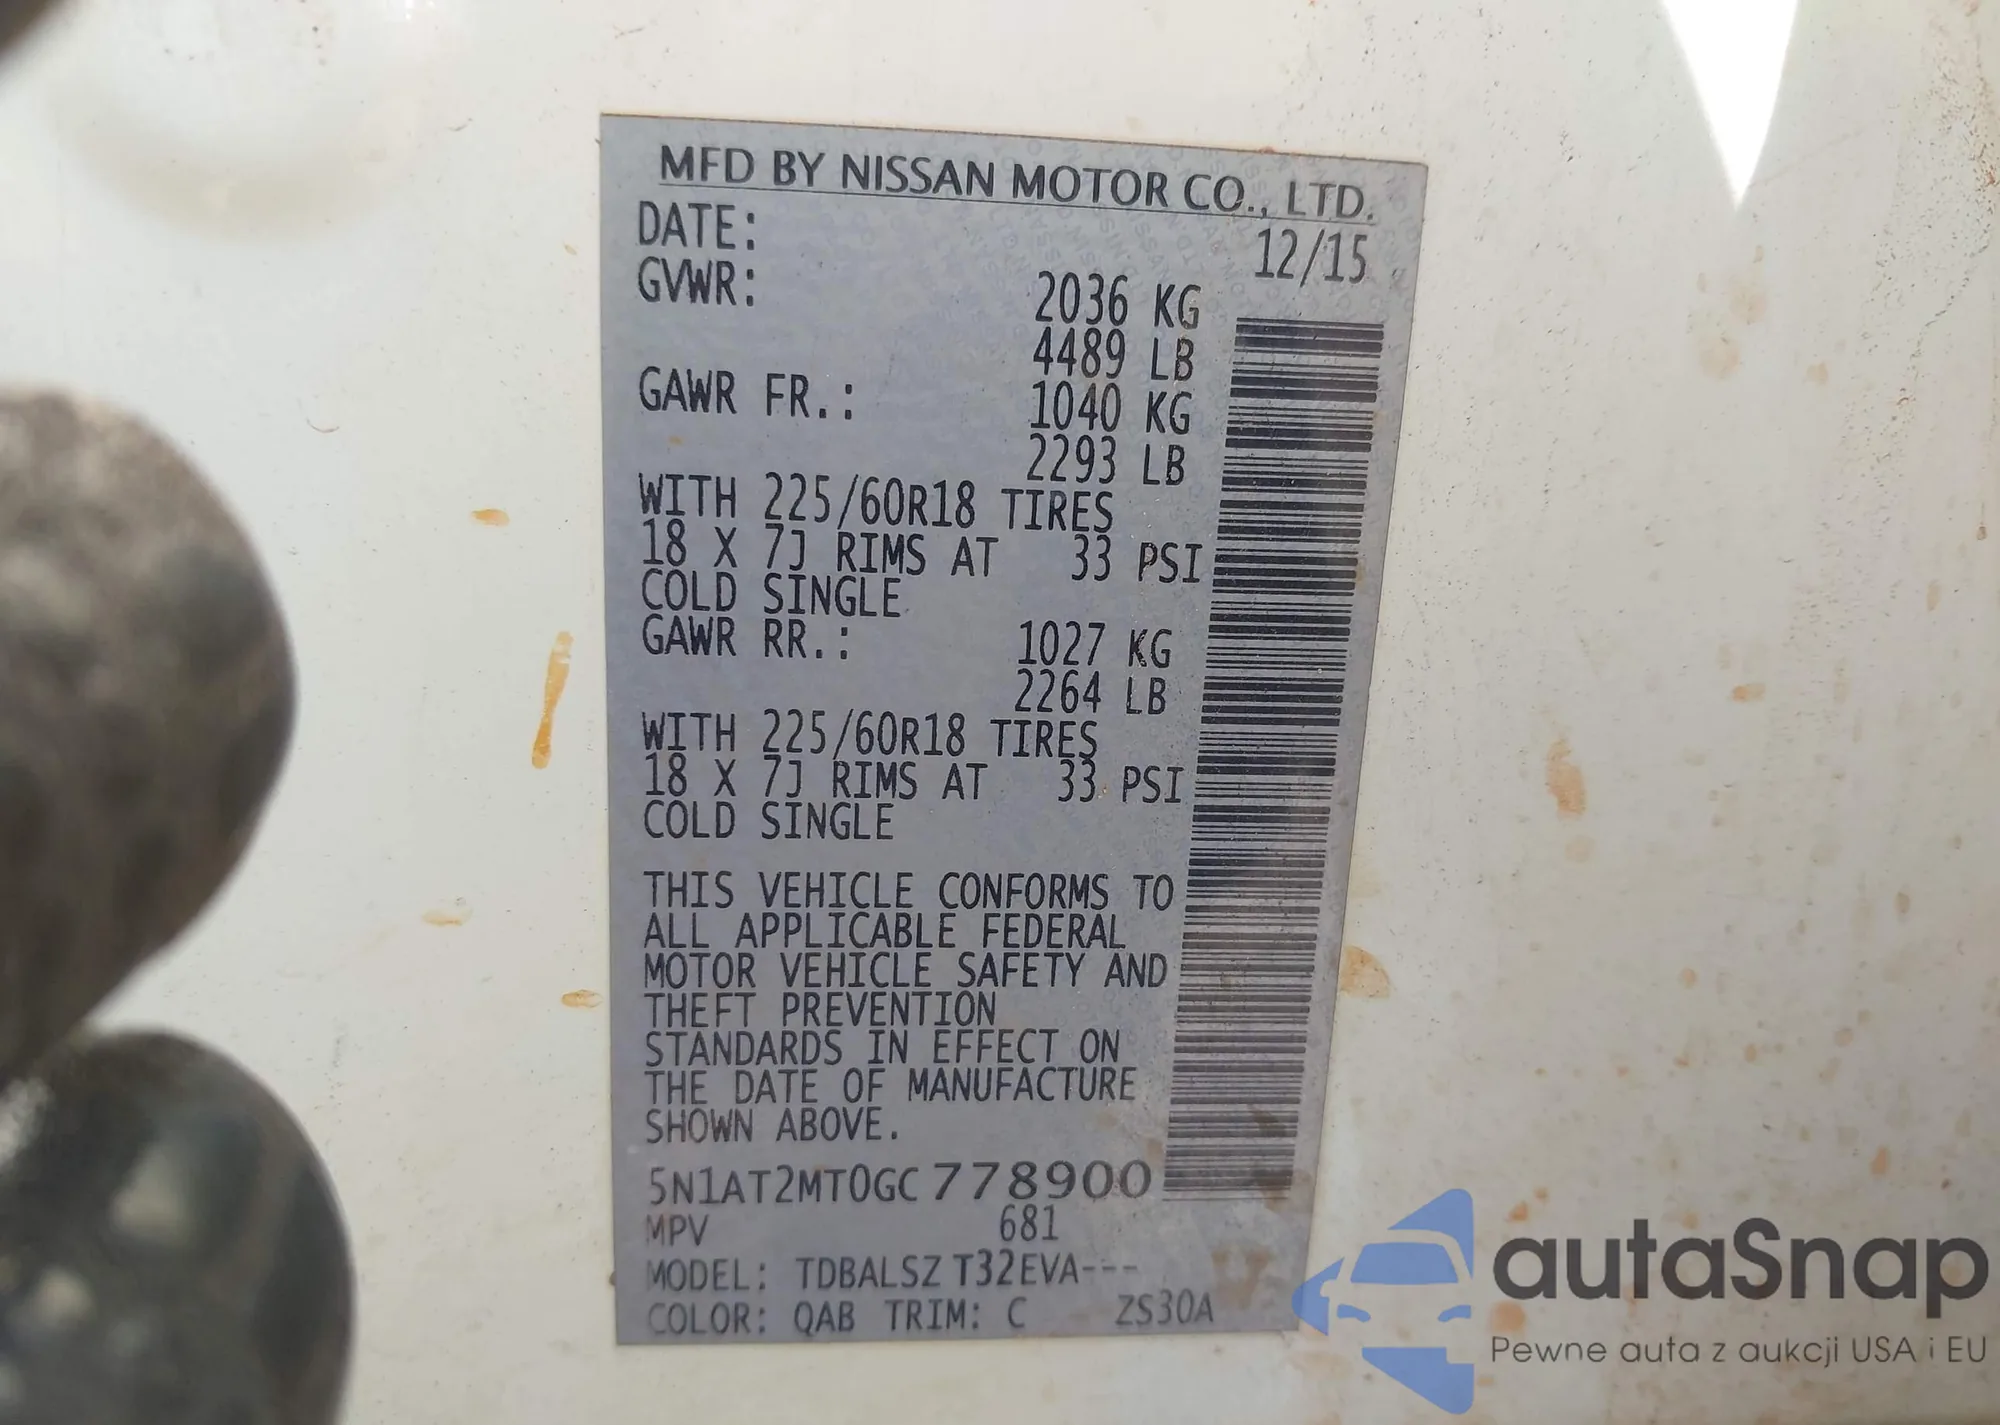 MFD BY NISSAN MOTOR CO., LTD.
DATE: 12/15
GVWR: 2036 KG
4489 LB
GAWR FR.: 1040 KG
2293 LB
WITH 225/60R18 TIRES
18 X 7J RIMS AT 33 PSI
COLD SINGLE
GAWR RR.: 1027 KG
2264 LB
WITH 225/60R18 TIRES
18 X 7J RIMS AT 33 PSI
COLD SINGLE
THIS VEHICLE CONFORMS TO
ALL APPLICABLE FEDERAL
MOTOR VEHICLE SAFETY AND
THEFT PREVENTION
STANDARDS IN EFFECT ON
THE DATE OF MANUFACTURE
SHOWN ABOVE.
5N1AT2MT0GC778900
MPV 681
MODEL: TDBALSZ T32EVA---
COLOR: QAB TRIM: C ZS30A
autaSnap
Pewne auta z aukcji USA i EU